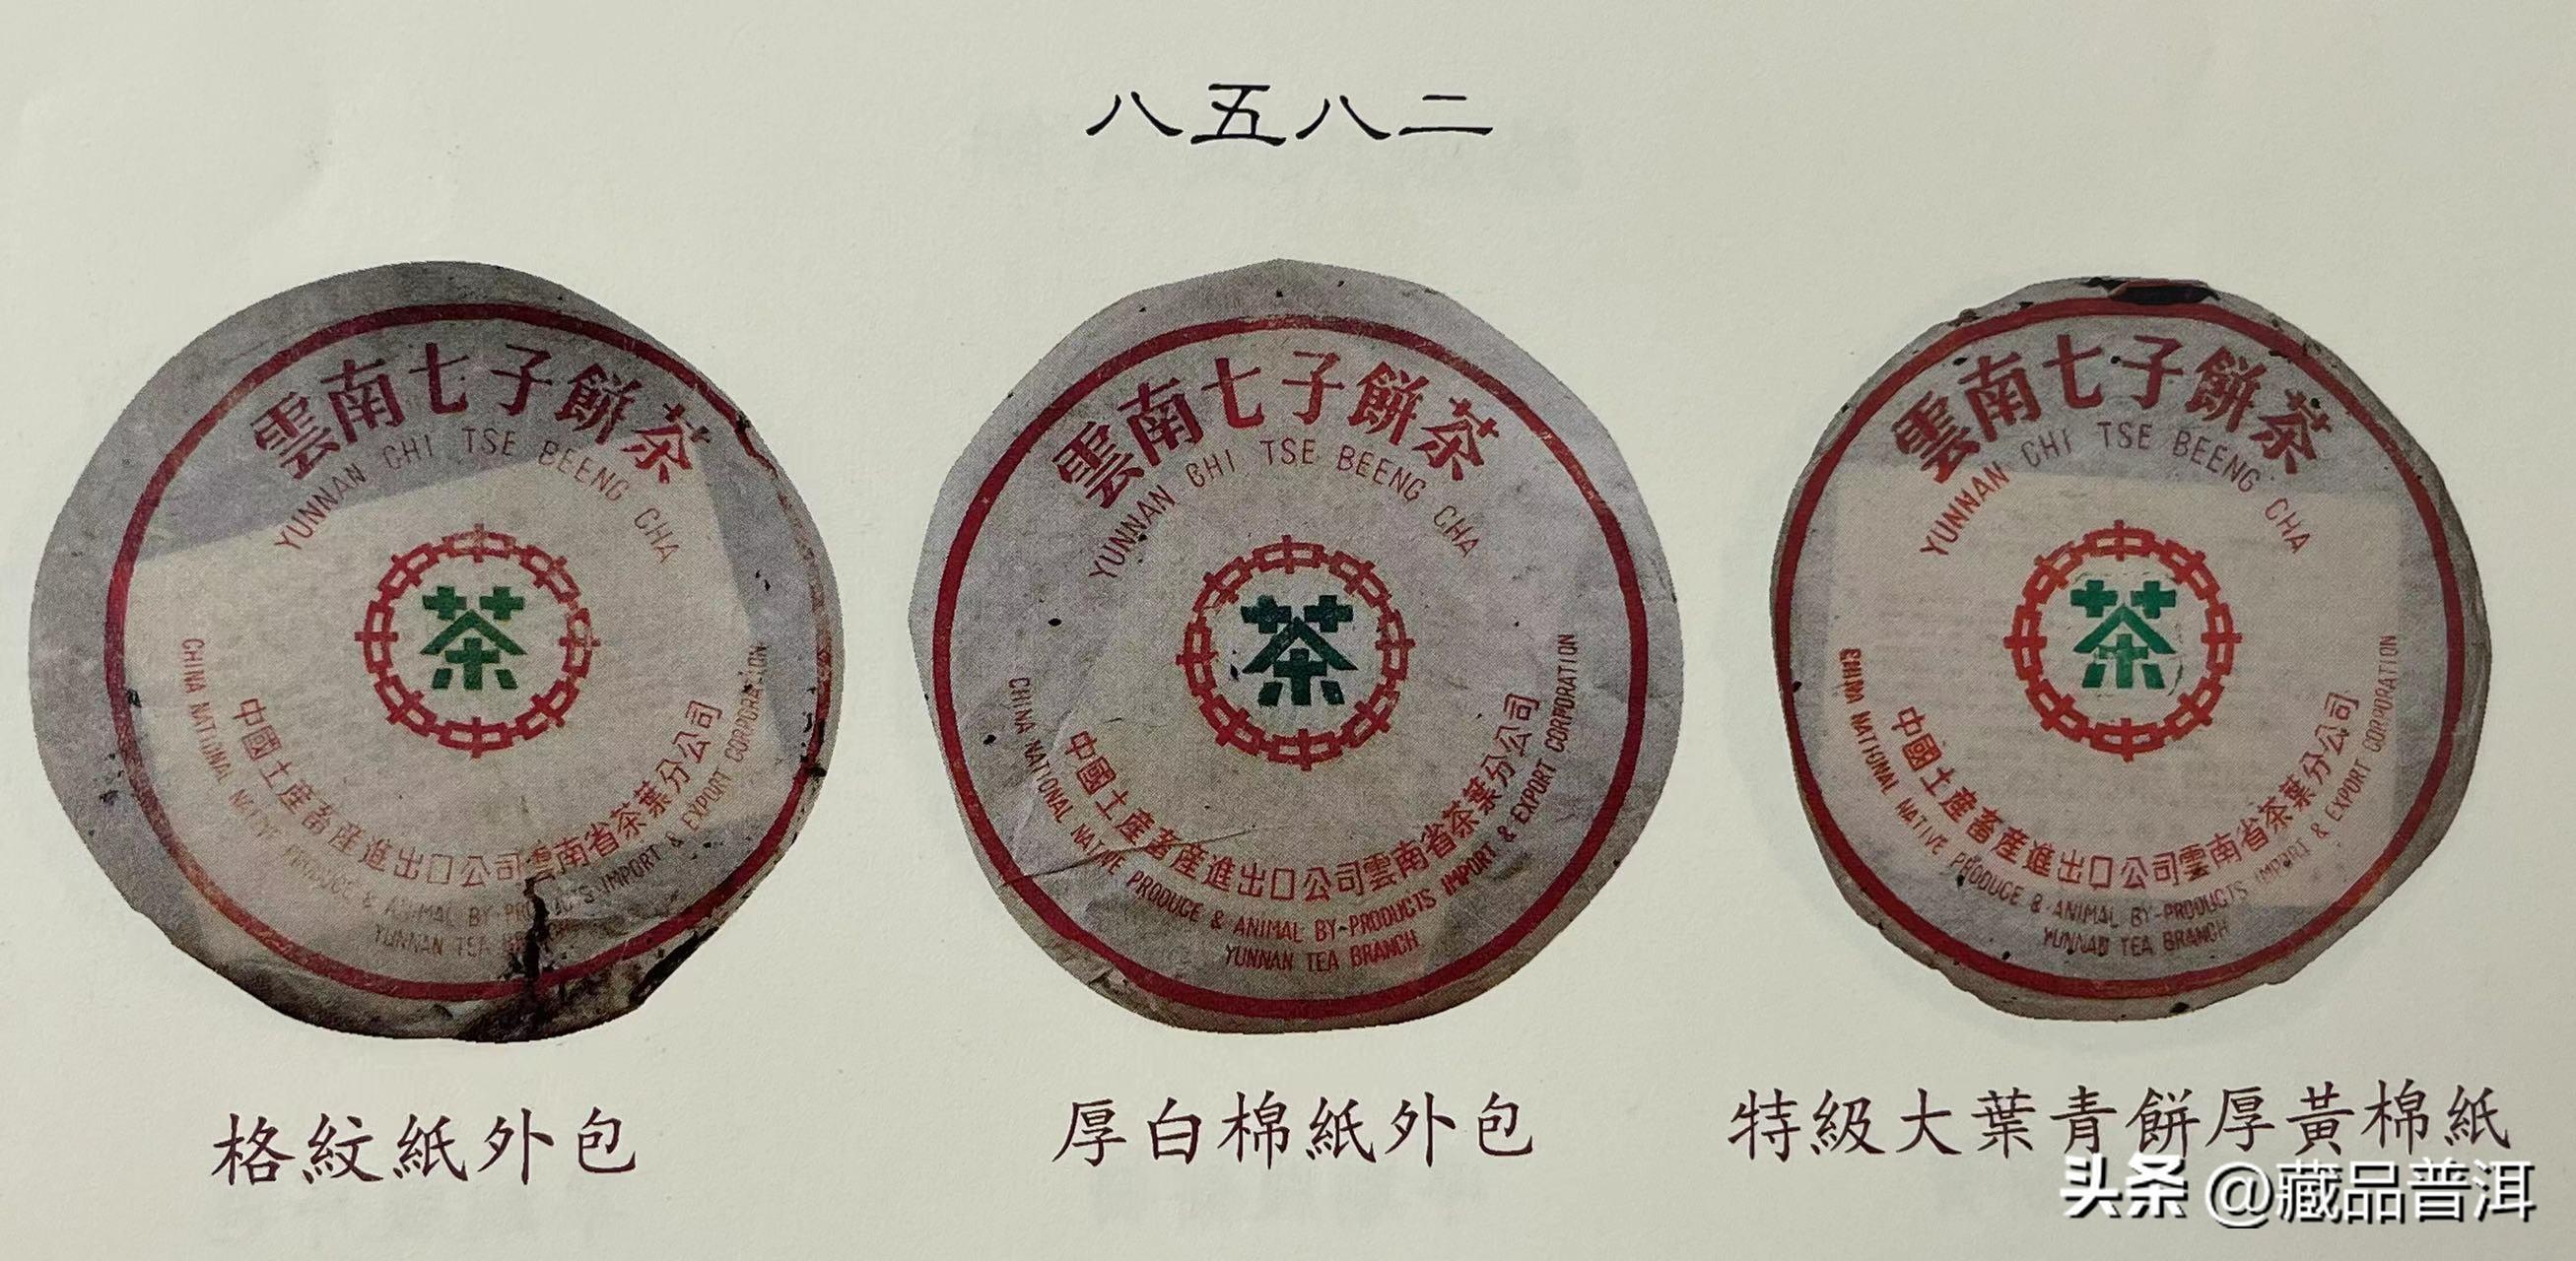 八五八二
雲南七子餅茶
YUNNAN CHI TSE BEENG CHA
茶
中國土產畜產進出口公司雲南省茶葉分公司
CHINA NATIONAL NATIVE PRODUCE & ANIMAL BY-PRODUCTS IMPORT & EXPORT CORPORATION
YUNNAN TEA BRANCH
格紋紙外包
雲南七子餅茶
YUNNAN CHI TSE BEENG CHA
茶
中國土產畜產進出口公司雲南省茶葉分公司
CHINA NATIONAL NATIVE PRODUCE & ANIMAL BY-PRODUCTS IMPORT & EXPORT CORPORATION
YUNNAN TEA BRANCH
厚白棉紙外包
雲南七子餅茶
YUNNAN CHI TSE BEENG CHA
茶
中國土產畜產進出口公司雲南省茶葉分公司
CHINA NATIONAL NATIVE PRODUCE & ANIMAL BY-PRODUCTS IMPORT & EXPORT CORPORATION
YUNNAN TEA BRANCH
特級大葉青餅厚黃棉紙
头条 @藏品普洱